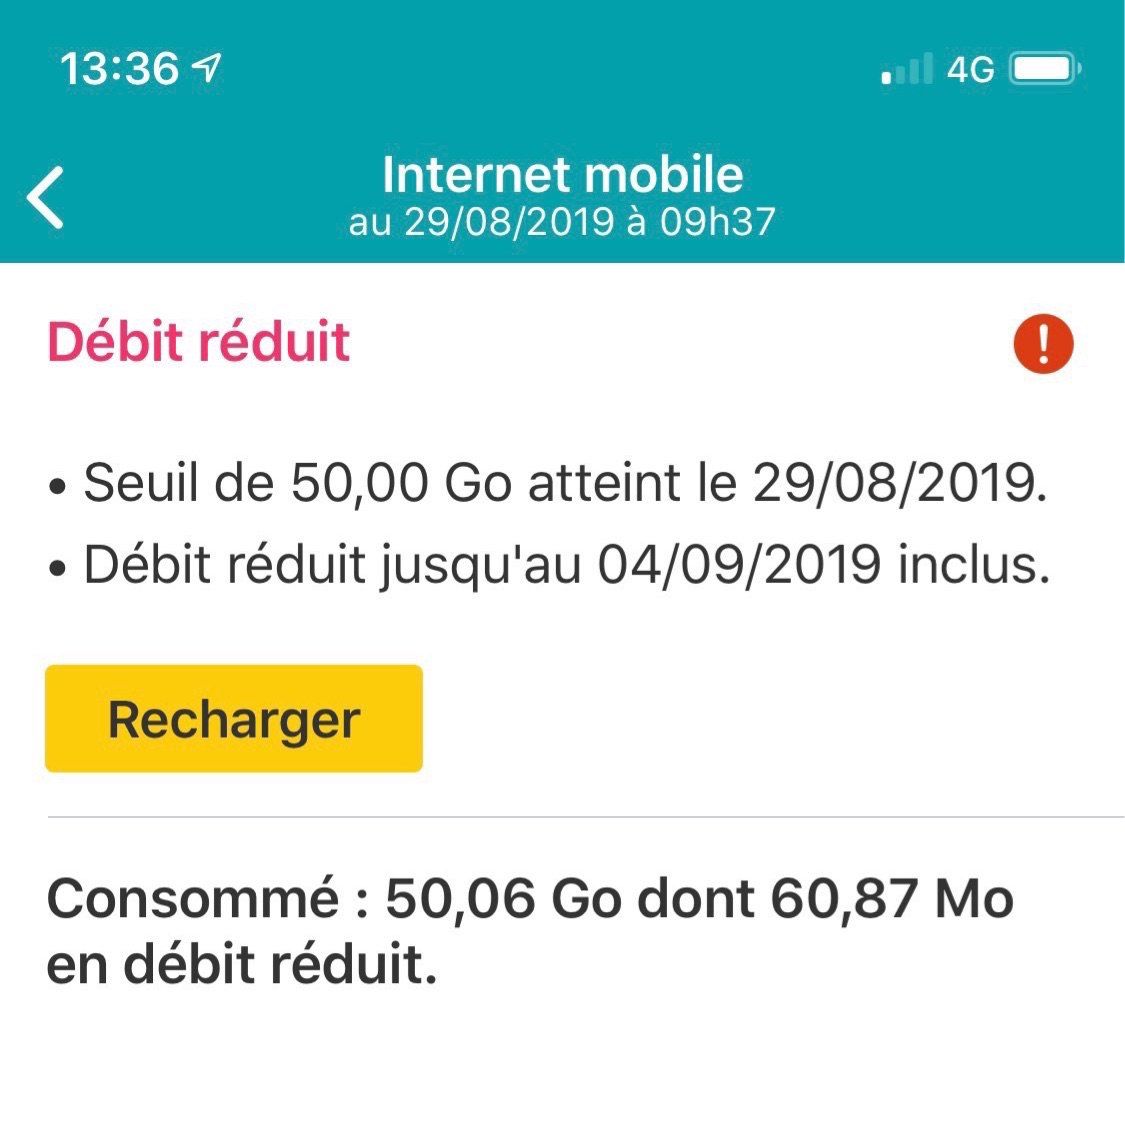 13:36
4G
Internet mobile
au 29/08/2019 à 09h37
Débit réduit
• Seuil de 50,00 Go atteint le 29/08/2019.
• Débit réduit jusqu'au 04/09/2019 inclus.
Recharger
Consommé : 50,06 Go dont 60,87 Mo
en débit réduit.